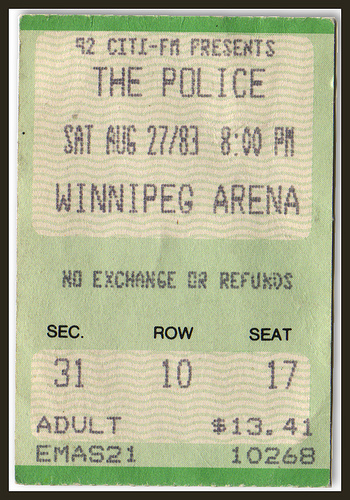 92 CITI-FM PRESENTS
THE POLICE
SAT AUG 27/83 8:00 PM
WINNIPEG ARENA
NO EXCHANGE OR REFUNDS
SEC. ROW SEAT
31 10 17
ADULT $13.41
EMAS21 10268